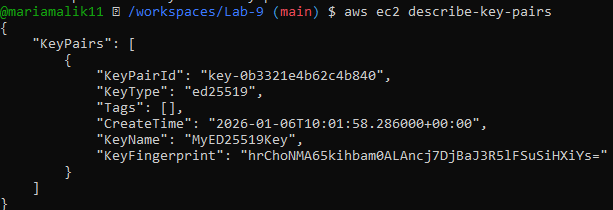 @mariamalik11 /workspaces/Lab-9 (main) $ aws ec2 describe-key-pairs
{
    "KeyPairs": [
        {
            "KeyPairId": "key-0b3321e4b62c4b840",
            "KeyType": "ed25519",
            "Tags": [],
            "CreateTime": "2026-01-06T10:01:58.286000+00:00",
            "KeyName": "MyED25519Key",
            "KeyFingerprint": "hrChoNMA65kihbam0ALAncj7DjBaJ3R5lFSuSiHXiYs="
        }
    ]
}